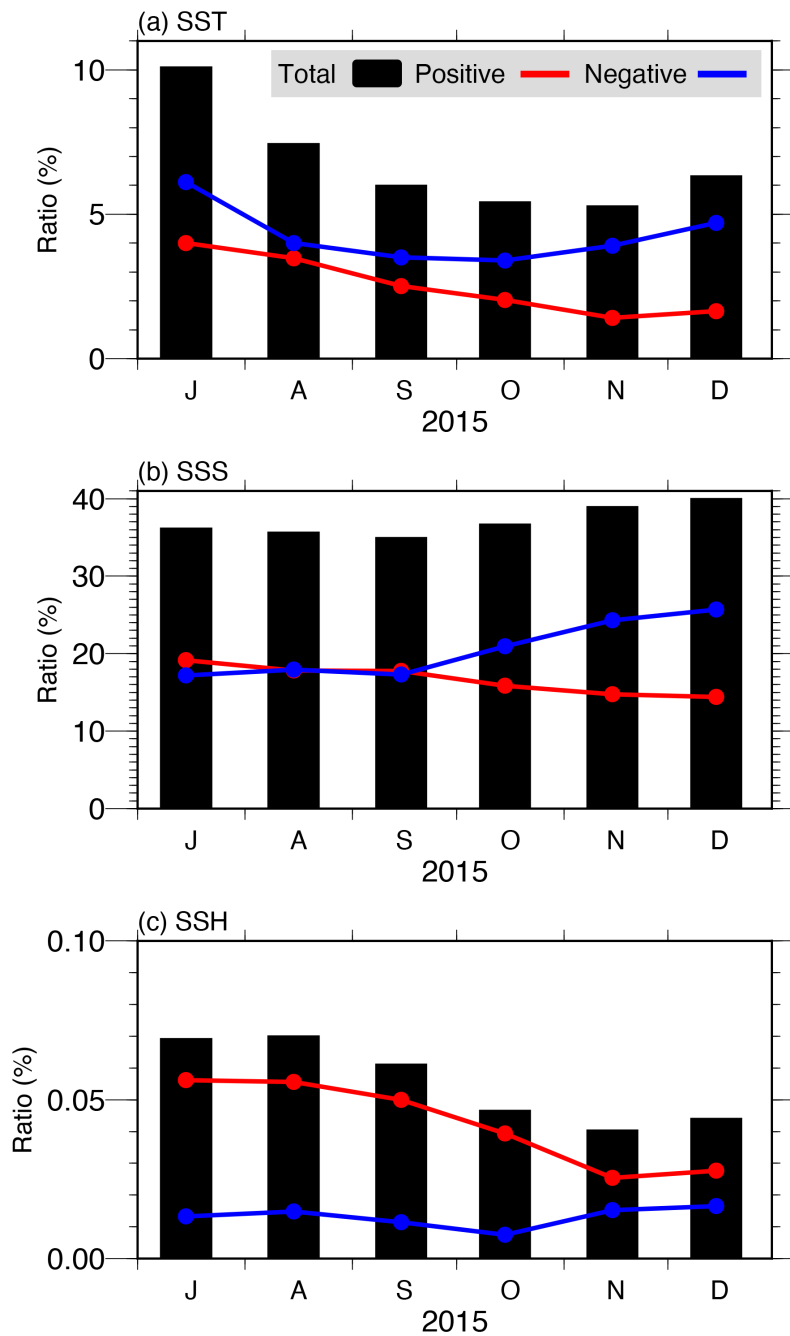 (a) SST
Total Positive Negative
10
5
0
Ratio (%)
J A S O N D
2015
(b) SSS
40
30
20
10
0
Ratio (%)
J A S O N D
2015
(c) SSH
0.10
0.05
0.00
Ratio (%)
J A S O N D
2015